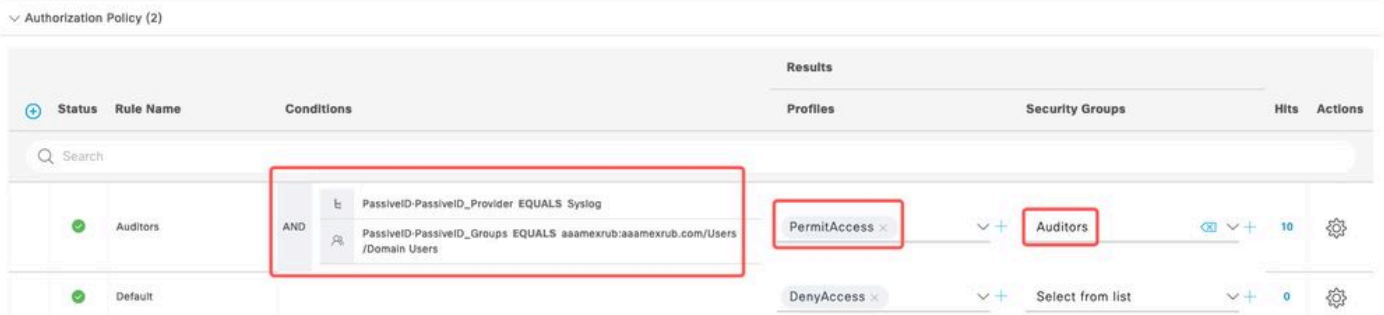 Authorization Policy (2)
Results
Status Rule Name Conditions Profiles Security Groups Hits Actions
Search
PassiveID-PassiveID_Provider EQUALS Syslog
Auditors AND PermitAccess × Auditors 10
PassiveID-PassiveID_Groups EQUALS aaamexrub:aaamexrub.com/Users
/Domain Users
Default DenyAccess × Select from list 0